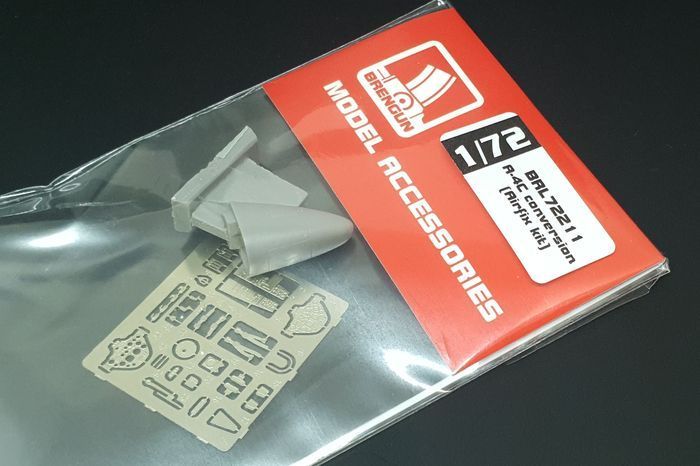 BRENGUN
MODEL ACCESSORIES
1/72
BRL72211
A-4C conversion
(Airfix kit)